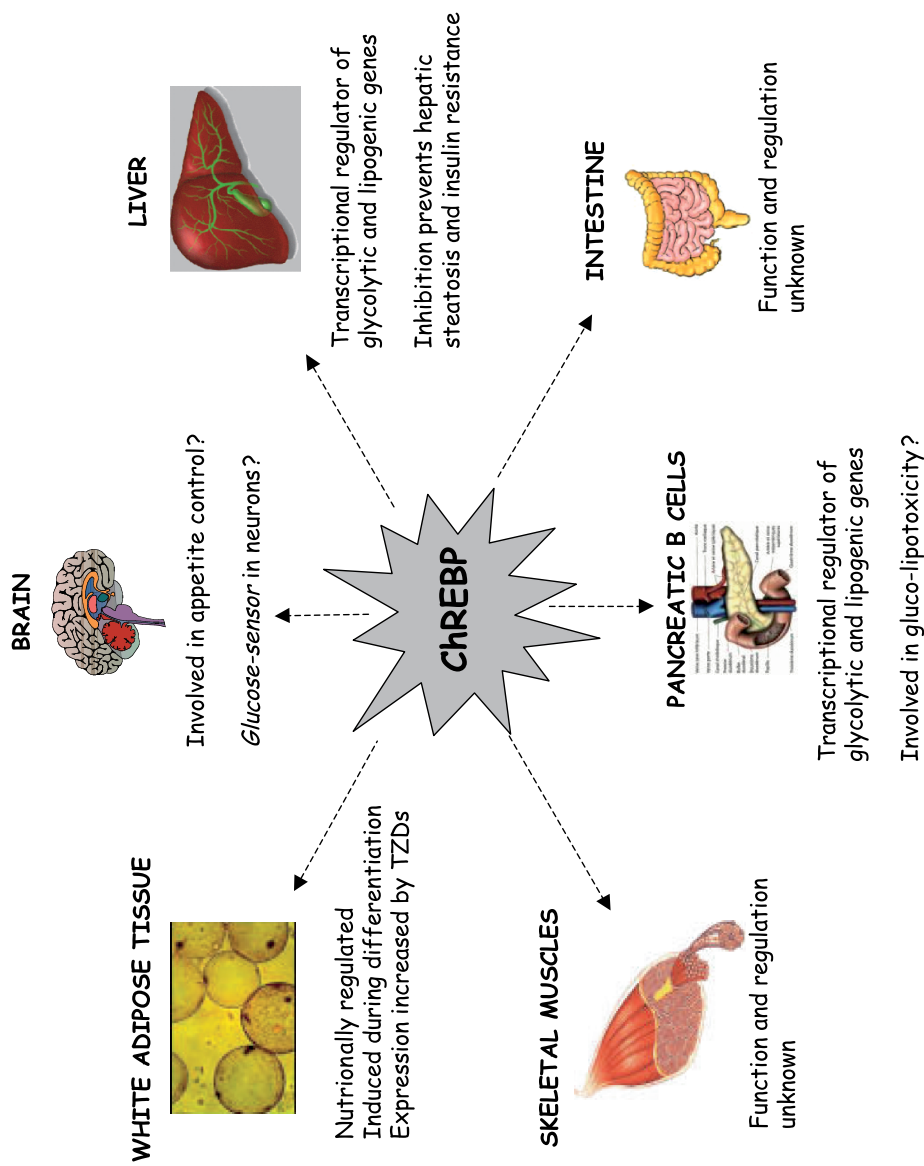 BRAIN
Involved in appetite control?
Glucose-sensor in neurons?
WHITE ADIPOSE TISSUE
Nutrionally regulated
Induced during differentiation
Expression increased by TZDs
LIVER
Transcriptional regulator of
glycolytic and lipogenic genes
Inhibition prevents hepatic
steatosis and insulin resistance
ChREBP
SKELETAL MUSCLES
Function and regulation
unknown
PANCREATIC B CELLS
Transcriptional regulator of
glycolytic and lipogenic genes
Involved in gluco-lipotoxicity?
INTESTINE
Function and regulation
unknown